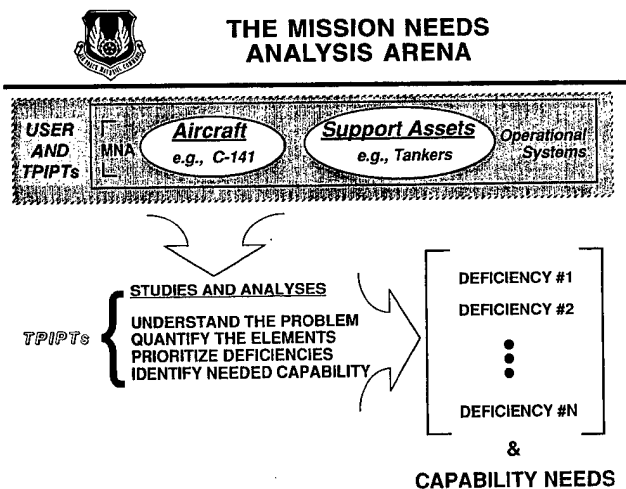 THE MISSION NEEDS
ANALYSIS ARENA
USER
AND
TPIPTs
MNA
Aircraft
e.g., C-141
Support Assets
e.g., Tankers
Operational
Systems
STUDIES AND ANALYSES
TPIPTs
UNDERSTAND THE PROBLEM
QUANTIFY THE ELEMENTS
PRIORITIZE DEFICIENCIES
IDENTIFY NEEDED CAPABILITY
DEFICIENCY #1
DEFICIENCY #2
DEFICIENCY #N
&
CAPABILITY NEEDS